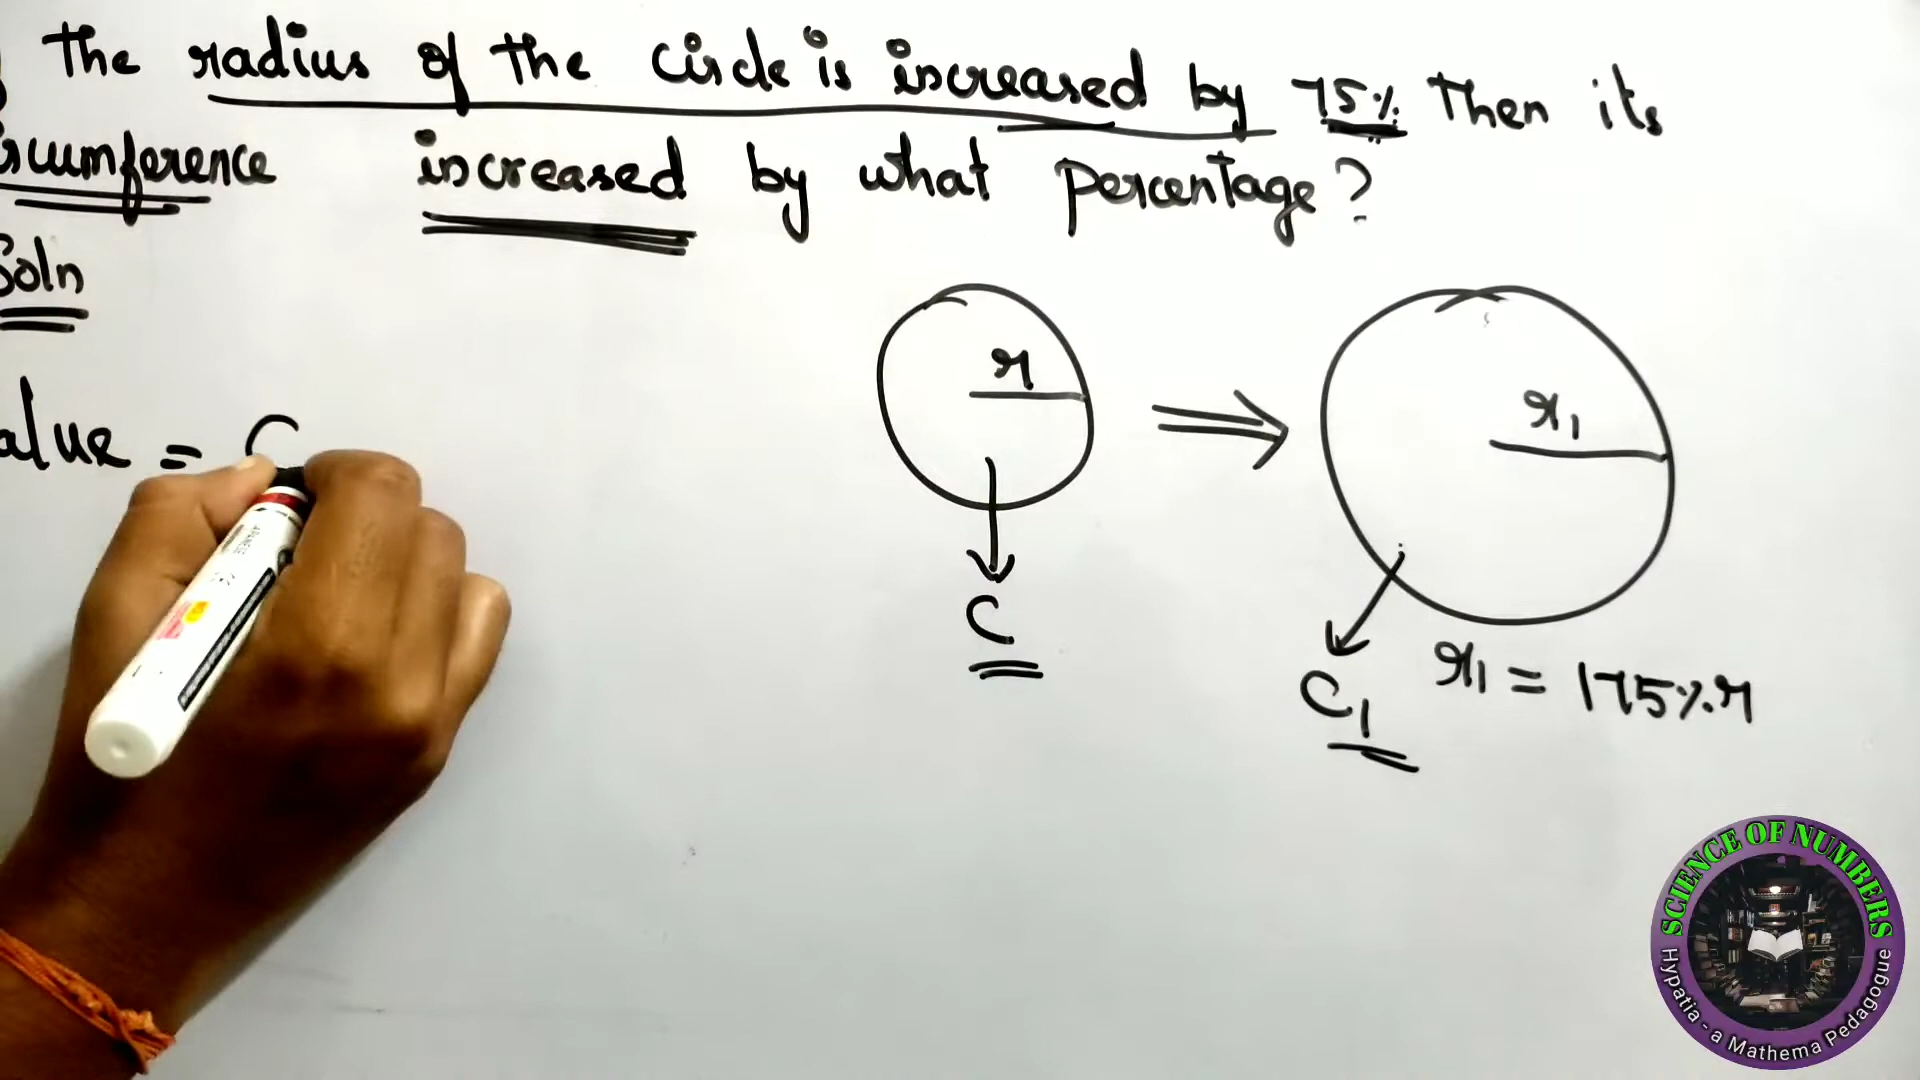 The radius of the circle is increased by 75% Then its
rcumference increased by what percentage?
Soln
r
r1
alue = C
C
C1
r1 = 175%.r
SCIENCE OF NUMBERS
Hypatia - a Mathema Pedagogue